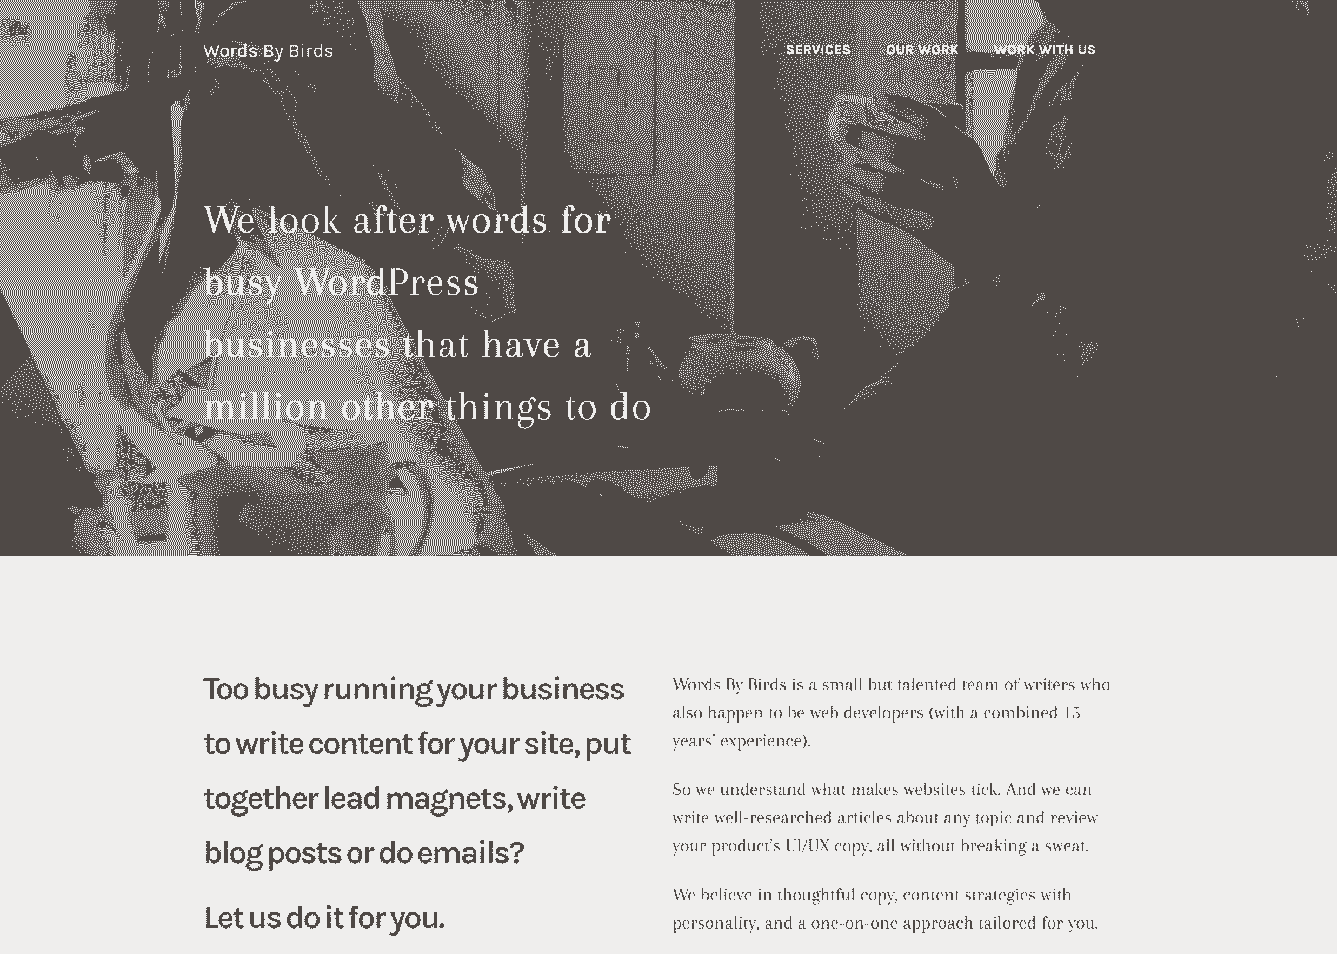 Words By Birds
SERVICES OUR WORK WORK WITH US
We look after words for
busy WordPress
businesses that have a
million other things to do
Too busy running your business
to write content for your site, put
together lead magnets, write
blog posts or do emails?
Let us do it for you.
Words By Birds is a small but talented team of writers who
also happen to be web developers (with a combined 15
years' experience).
So we understand what makes websites tick. And we can
write well-researched articles about any topic and review
your product's UI/UX copy, all without breaking a sweat.
We believe in thoughtful copy, content strategies with
personality, and a one-on-one approach tailored for you.